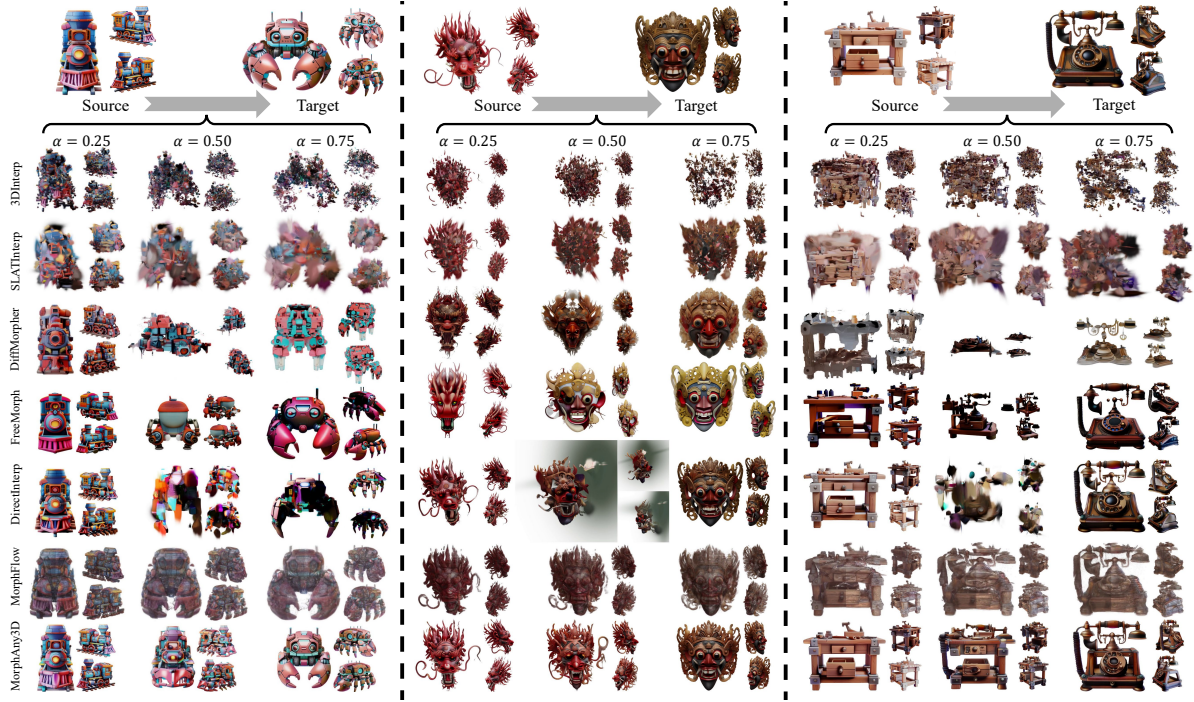 Source Target Source Target Source Target
α = 0.25 α = 0.50 α = 0.75 α = 0.25 α = 0.50 α = 0.75 α = 0.25 α = 0.50 α = 0.75
3DInterp
SLATInterp
DiffMorpher
FreeMorph
DirectInterp
MorphFlow
MorphAny3D